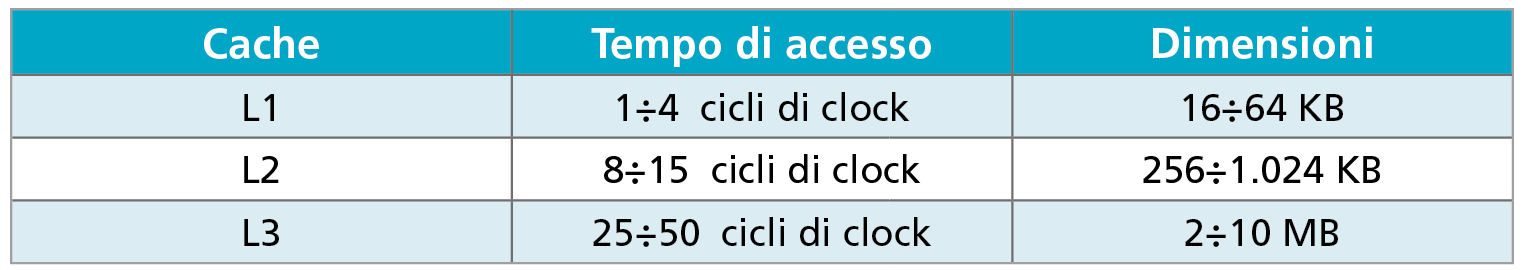 Cache Tempo di accesso Dimensioni
L1 1÷4 cicli di clock 16÷64 KB
L2 8÷15 cicli di clock 256÷1.024 KB
L3 25÷50 cicli di clock 2÷10 MB